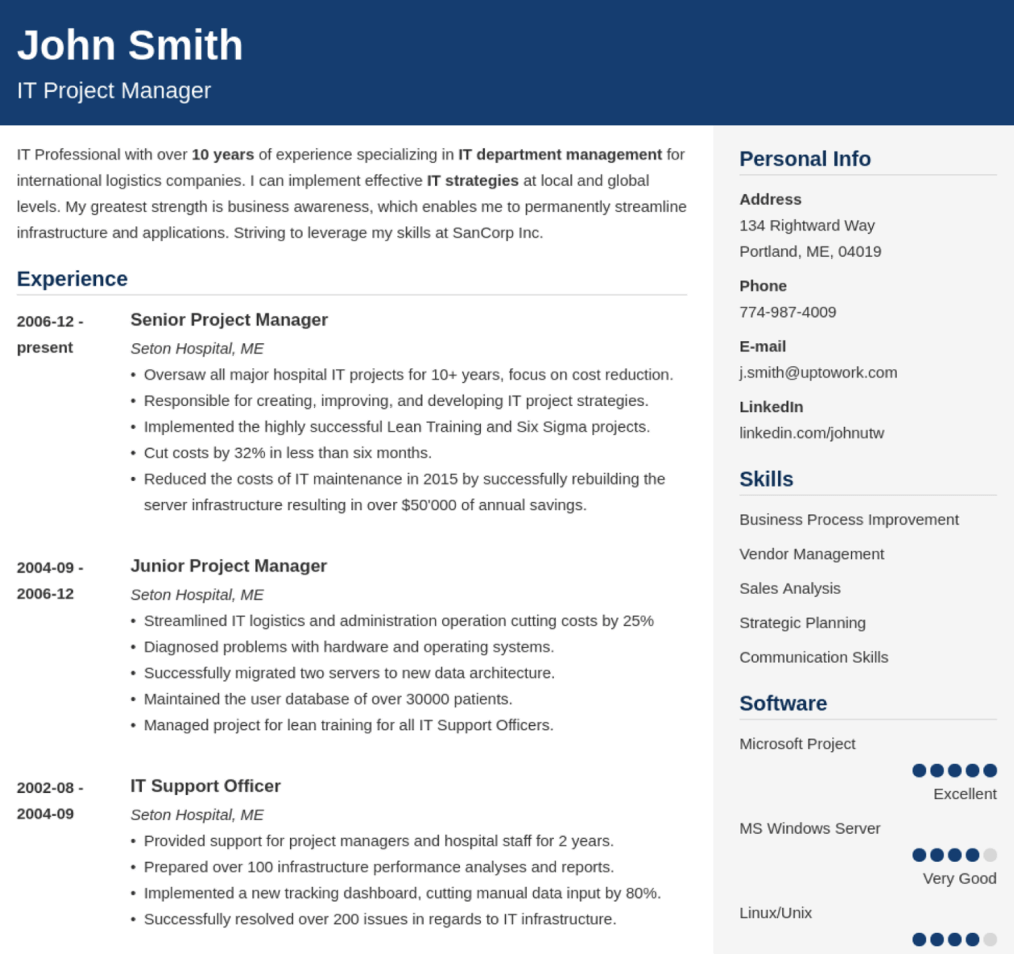 John Smith
IT Project Manager
IT Professional with over 10 years of experience specializing in IT department management for
international logistics companies. I can implement effective IT strategies at local and global
levels. My greatest strength is business awareness, which enables me to permanently streamline
infrastructure and applications. Striving to leverage my skills at SanCorp Inc.
Experience
2006-12 -
present
Senior Project Manager
Seton Hospital, ME
• Oversaw all major hospital IT projects for 10+ years, focus on cost reduction.
• Responsible for creating, improving, and developing IT project strategies.
• Implemented the highly successful Lean Training and Six Sigma projects.
• Cut costs by 32% in less than six months.
• Reduced the costs of IT maintenance in 2015 by successfully rebuilding the
server infrastructure resulting in over $50'000 of annual savings.
2004-09 -
2006-12
Junior Project Manager
Seton Hospital, ME
• Streamlined IT logistics and administration operation cutting costs by 25%
• Diagnosed problems with hardware and operating systems.
• Successfully migrated two servers to new data architecture.
• Maintained the user database of over 30000 patients.
• Managed project for lean training for all IT Support Officers.
2002-08 -
2004-09
IT Support Officer
Seton Hospital, ME
• Provided support for project managers and hospital staff for 2 years.
• Prepared over 100 infrastructure performance analyses and reports.
• Implemented a new tracking dashboard, cutting manual data input by 80%.
• Successfully resolved over 200 issues in regards to IT infrastructure.
Personal Info
Address
134 Rightward Way
Portland, ME, 04019
Phone
774-987-4009
E-mail
j.smith@uptowork.com
LinkedIn
linkedin.com/johnutw
Skills
Business Process Improvement
Vendor Management
Sales Analysis
Strategic Planning
Communication Skills
Software
Microsoft Project
Excellent
MS Windows Server
Very Good
Linux/Unix